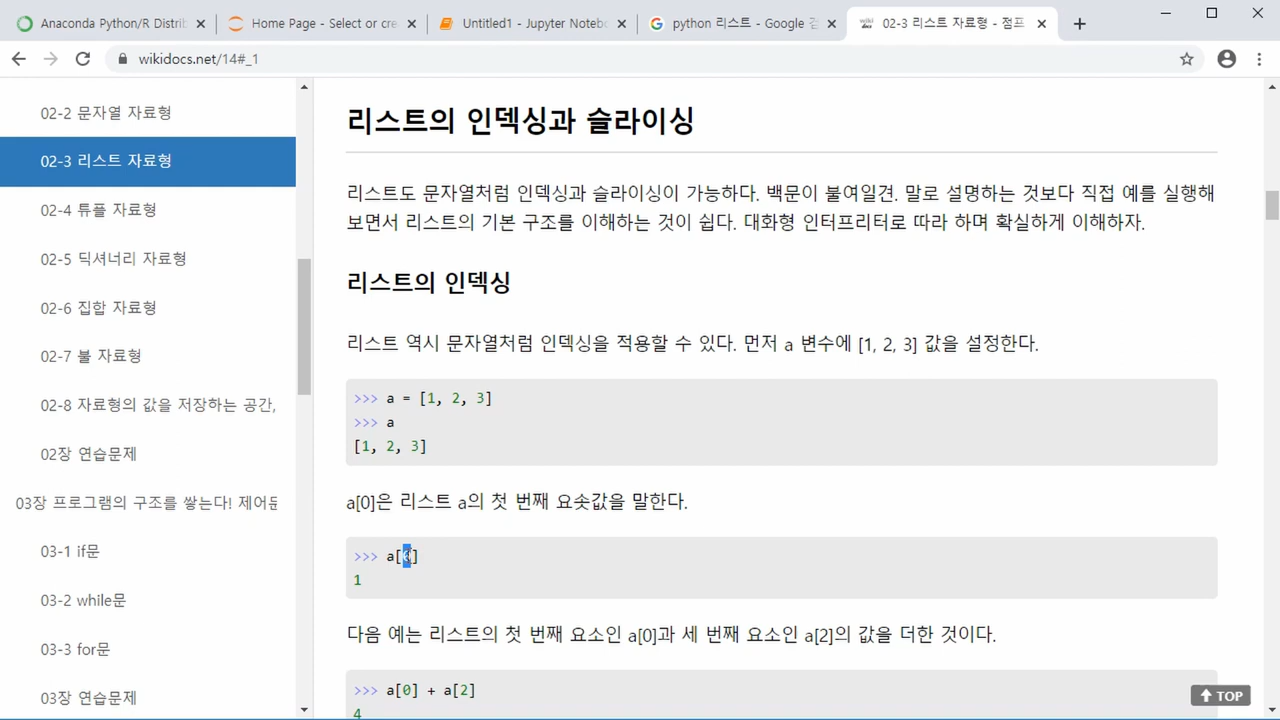 Anaconda Python/R Distrib
Home Page - Select or cre
Untitled1 - Jupyter Notebo
python 리스트 - Google
02-3 리스트 자료형 - 점프
wikidocs.net/14#_1
02-2 문자열 자료형
02-3 리스트 자료형
02-4 튜플 자료형
02-5 딕셔너리 자료형
02-6 집합 자료형
02-7 불 자료형
02-8 자료형의 값을 저장하는 공간,
02장 연습문제
03장 프로그램의 구조를 쌓는다! 제어문
03-1 if문
03-2 while문
03-3 for문
03장 연습문제
리스트의 인덱싱과 슬라이싱
리스트도 문자열처럼 인덱싱과 슬라이싱이 가능하다. 백문이 불여일견. 말로 설명하는 것보다 직접 예를 실행해
보면서 리스트의 기본 구조를 이해하는 것이 쉽다. 대화형 인터프리터로 따라 하며 확실하게 이해하자.
리스트의 인덱싱
리스트 역시 문자열처럼 인덱싱을 적용할 수 있다. 먼저 a 변수에 [1, 2, 3] 값을 설정한다.
>>> a = [1, 2, 3]
>>> a
[1, 2, 3]
a[0]은 리스트 a의 첫 번째 요솟값을 말한다.
>>> a[0]
1
다음 예는 리스트의 첫 번째 요소인 a[0]과 세 번째 요소인 a[2]의 값을 더한 것이다.
>>> a[0] + a[2]
4
TOP